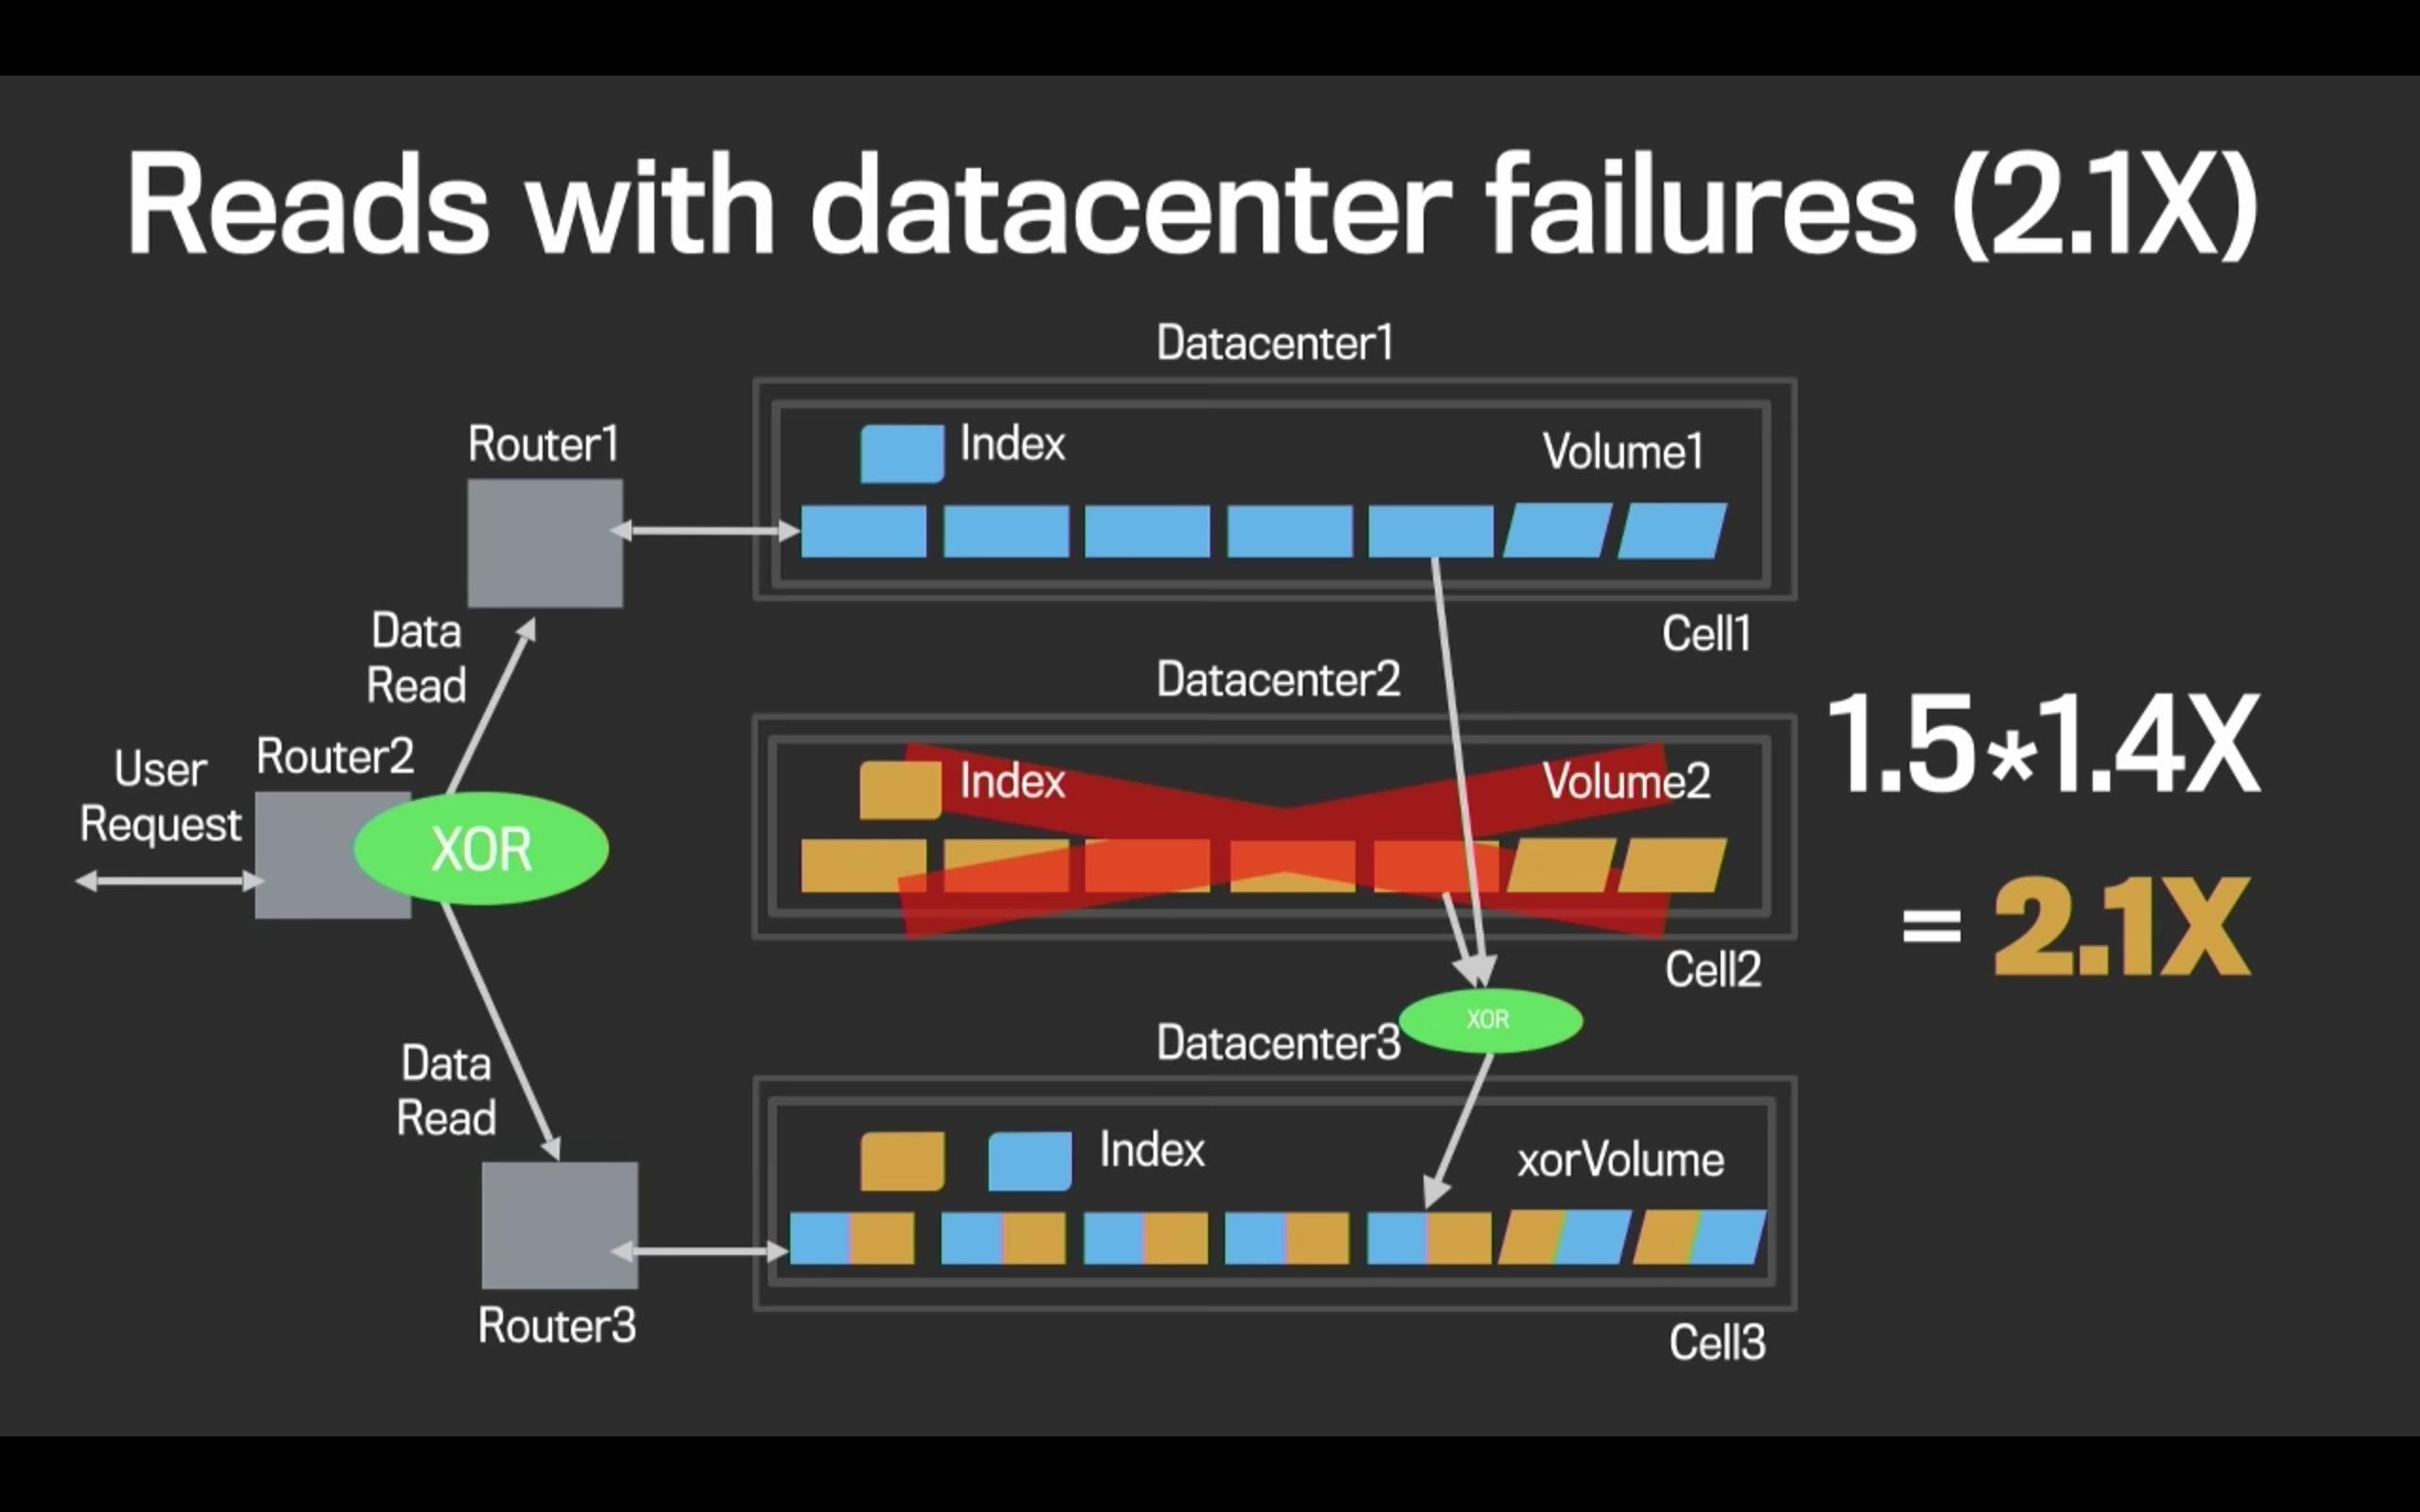 Reads with datacenter failures (2.1X)
Datacenter1
Router1
Index
Volume1
Data
Read
Cell1
Datacenter2
User
Request
Router2
XOR
Index
Volume2
1.5*1.4X
= 2.1X
Cell2
XOR
Datacenter3
Data
Read
Index
xorVolume
Router3
Cell3